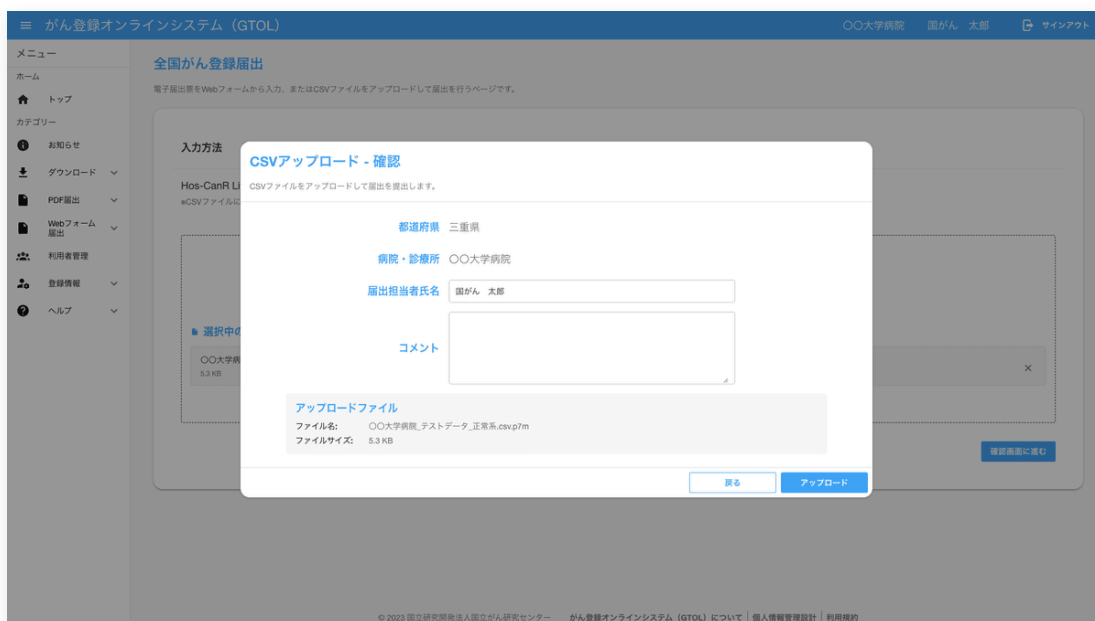 がん登録オンラインシステム（GTOL）
〇〇大学病院 国がん 太郎 サインアウト
メニュー
ホーム
トップ
カテゴリー
お知らせ
ダウンロード
PDF届出
Webフォーム
届出
利用者管理
登録情報
ヘルプ
全国がん登録届出
電子届出票をWebフォームから入力、またはCSVファイルをアップロードして届出を行うページです。
入力方法
Hos-CanR Li
※CSVファイルに
選択中の
〇〇大学病
5.3 KB
確認画面に進む
CSVアップロード - 確認
CSVファイルをアップロードして届出を提出します。
都道府県 三重県
病院・診療所 〇〇大学病院
届出担当者氏名 国がん 太郎
コメント
アップロードファイル
ファイル名: 〇〇大学病院_テストデータ_正常系.csv.p7m
ファイルサイズ: 5.3 KB
戻る アップロード
© 2023 国立研究開発法人国立がん研究センター がん登録オンラインシステム（GTOL）について 個人情報管理設計 利用規約